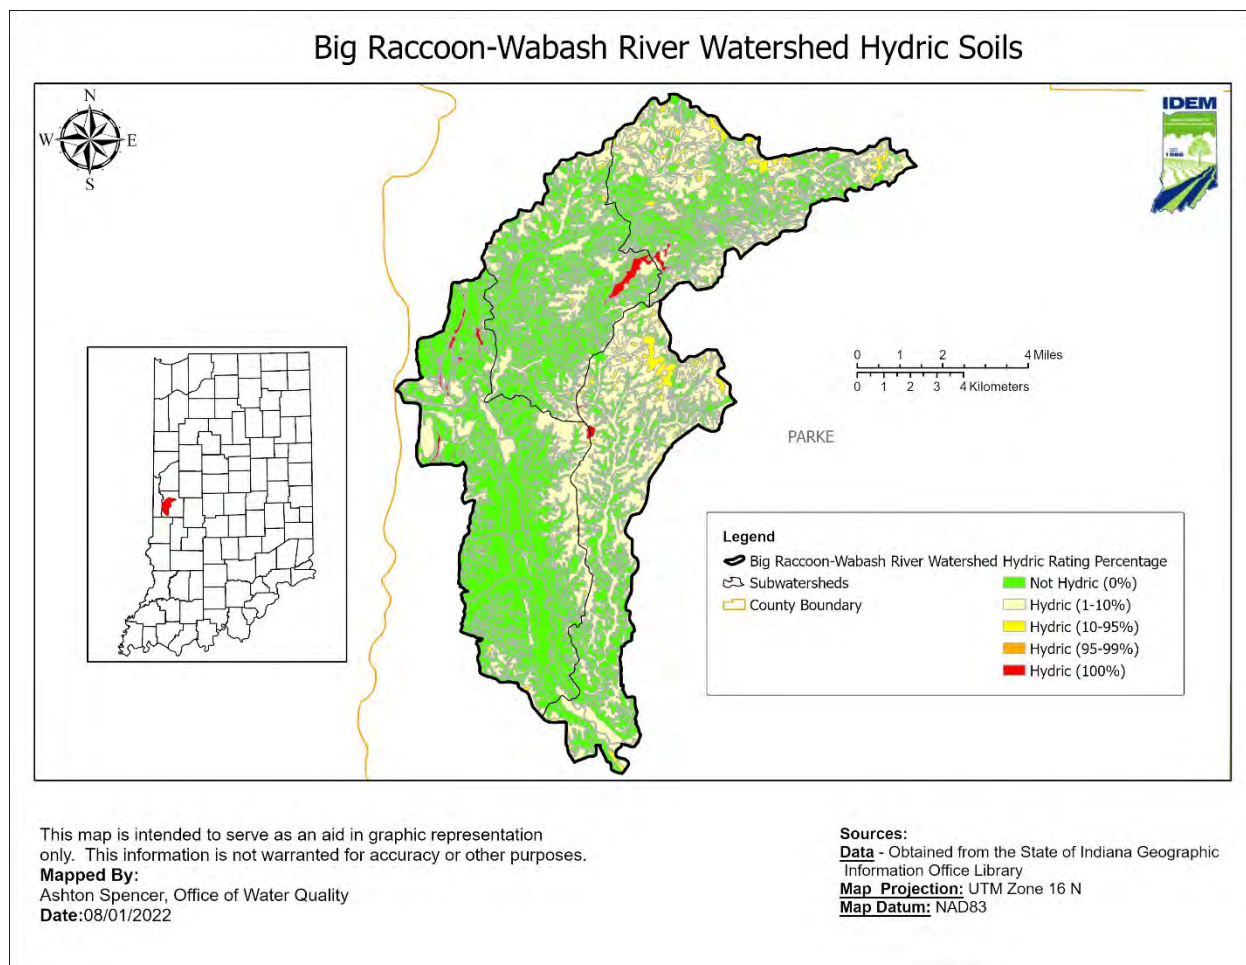 Big Raccoon-Wabash River Watershed Hydric Soils
N
W
E
S
IDEM
1986
0 1 2 4 Miles
0 1 2 3 4 Kilometers
PARKE
Legend
Big Raccoon-Wabash River Watershed Hydric Rating Percentage
Subwatersheds
Not Hydric (0%)
County Boundary
Hydric (1-10%)
Hydric (10-95%)
Hydric (95-99%)
Hydric (100%)
This map is intended to serve as an aid in graphic representation
only. This information is not warranted for accuracy or other purposes.
Mapped By:
Ashton Spencer, Office of Water Quality
Date:08/01/2022
Sources:
Data - Obtained from the State of Indiana Geographic
Information Office Library
Map Projection: UTM Zone 16 N
Map Datum: NAD83